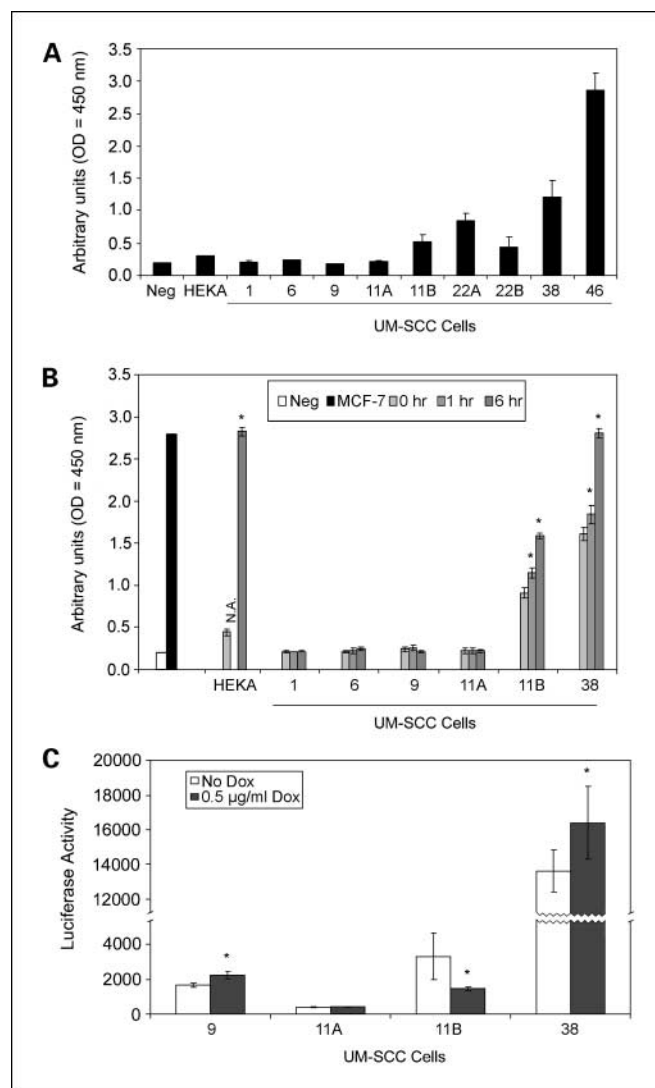 A
Arbitrary units (OD = 450 nm)
3.5
3.0
2.5
2.0
1.5
1.0
0.5
0.0
Neg HEKA 1 6 9 11A 11B 22A 22B 38 46
UM-SCC Cells
B
Arbitrary units (OD = 450 nm)
3.5
3.0
2.5
2.0
1.5
1.0
0.5
0.0
Neg MCF-7 0 hr 1 hr 6 hr
* N.A. * * * *
HEKA 1 6 9 11A 11B 38
UM-SCC Cells
C
Luciferase Activity
20000
18000
16000
14000
12000
4000
2000
0
No Dox
0.5 μg/ml Dox
* * *
9 11A 11B 38
UM-SCC Cells